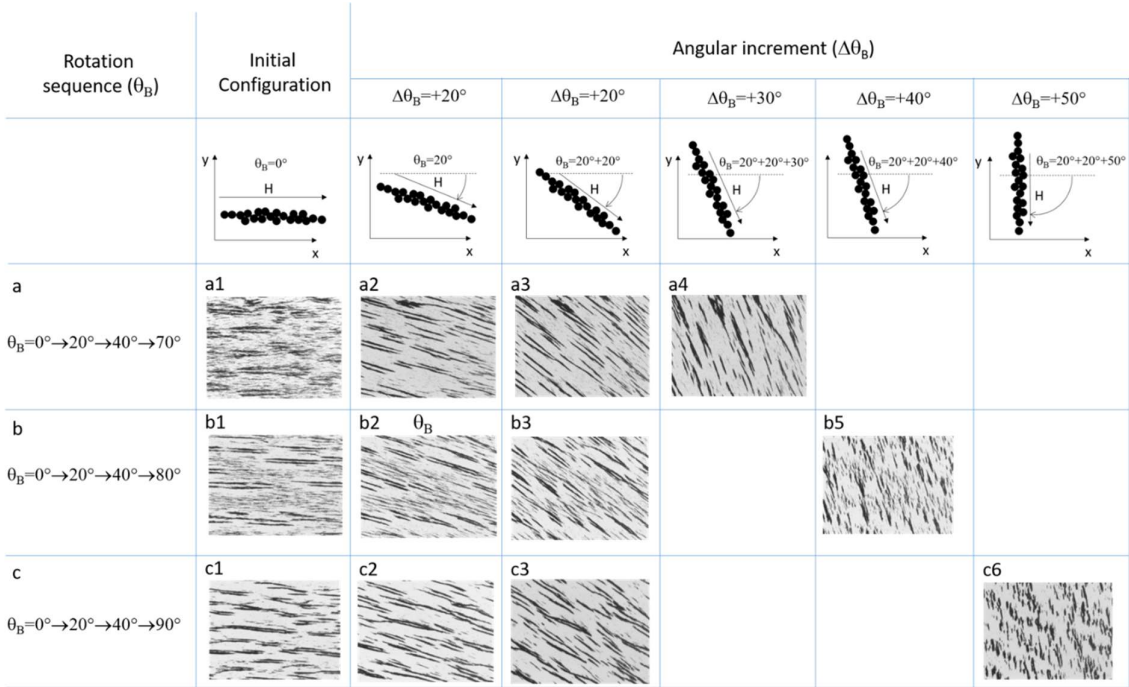 Rotation
sequence (θB)
Initial
Configuration
Angular increment (ΔθB)
ΔθB=+20°
ΔθB=+20°
ΔθB=+30°
ΔθB=+40°
ΔθB=+50°
y
θB=0°
H
x
y
θB=20°
H
x
y
θB=20°+20°
H
x
y
θB=20°+20°+30°
H
x
y
θB=20°+20°+40°
H
x
y
θB=20°+20°+50°
H
x
a
θB=0°→20°→40°→70°
a1
a2
a3
a4
b
θB=0°→20°→40°→80°
b1
b2 θB
b3
b5
c
θB=0°→20°→40°→90°
c1
c2
c3
c6